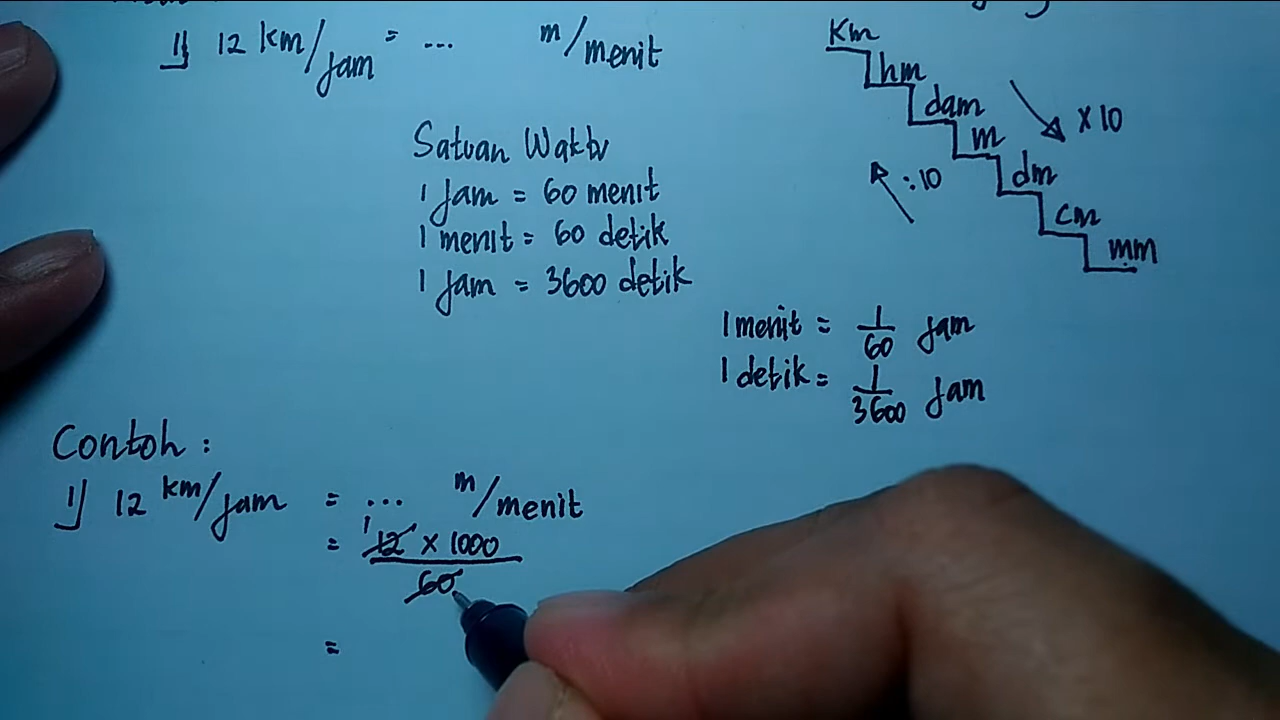 1] 12 km/jam = ... m/menit
Km
hm
dam
m
dm
cm
mm
x 10
: 10
Satuan Waktu
1 jam = 60 menit
1 menit = 60 detik
1 jam = 3600 detik
1 menit = 1/60 jam
1 detik = 1/3600 jam
Contoh :
1] 12 km/jam = ... m/menit
= 1 12 x 1000
60
=